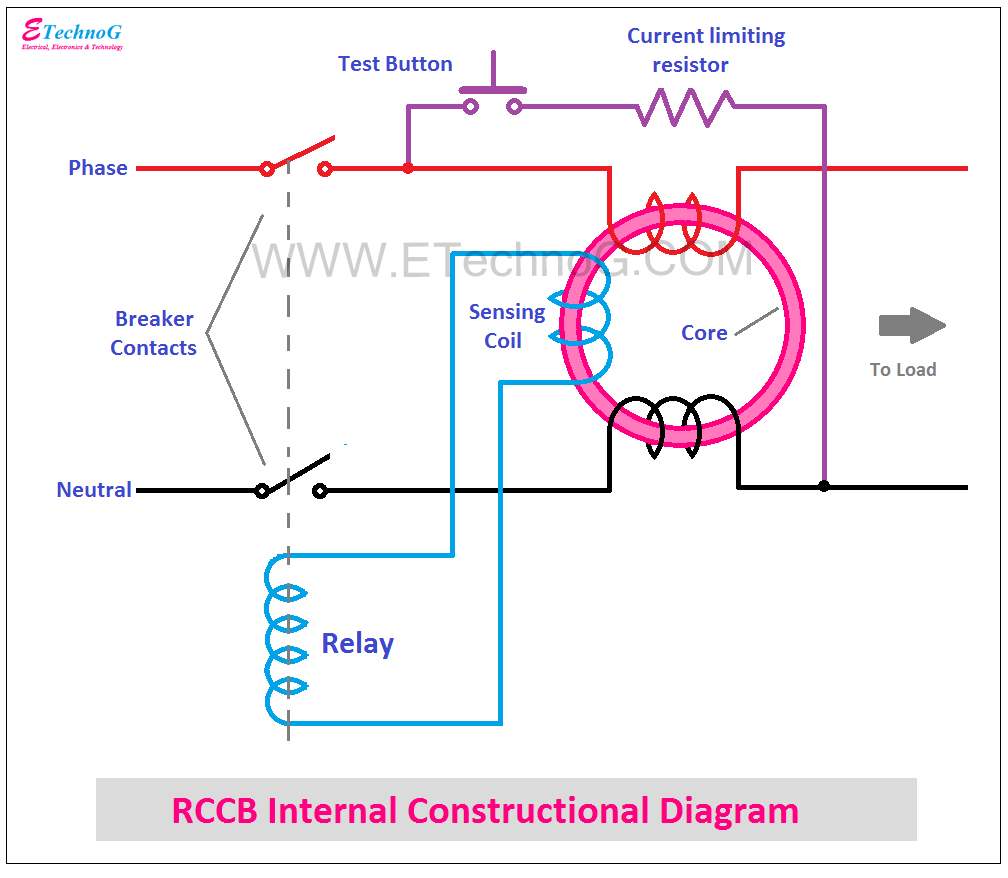 ETechnoG
Electrical, Electronics & Technology
Test Button
Current limiting
resistor
Phase
WWW.ETechnoG.COM
Breaker
Contacts
Sensing
Coil
Core
To Load
Neutral
Relay
RCCB Internal Constructional Diagram